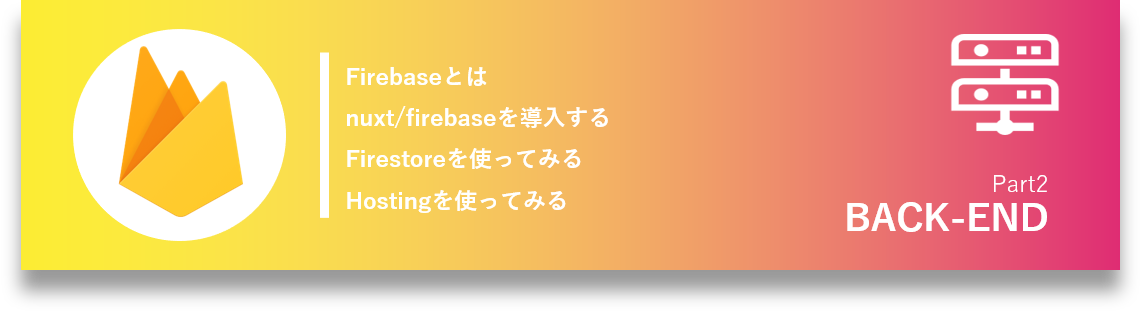 Firebaseとは
nuxt/firebaseを導入する
Firestoreを使ってみる
Hostingを使ってみる
Part2
BACK-END